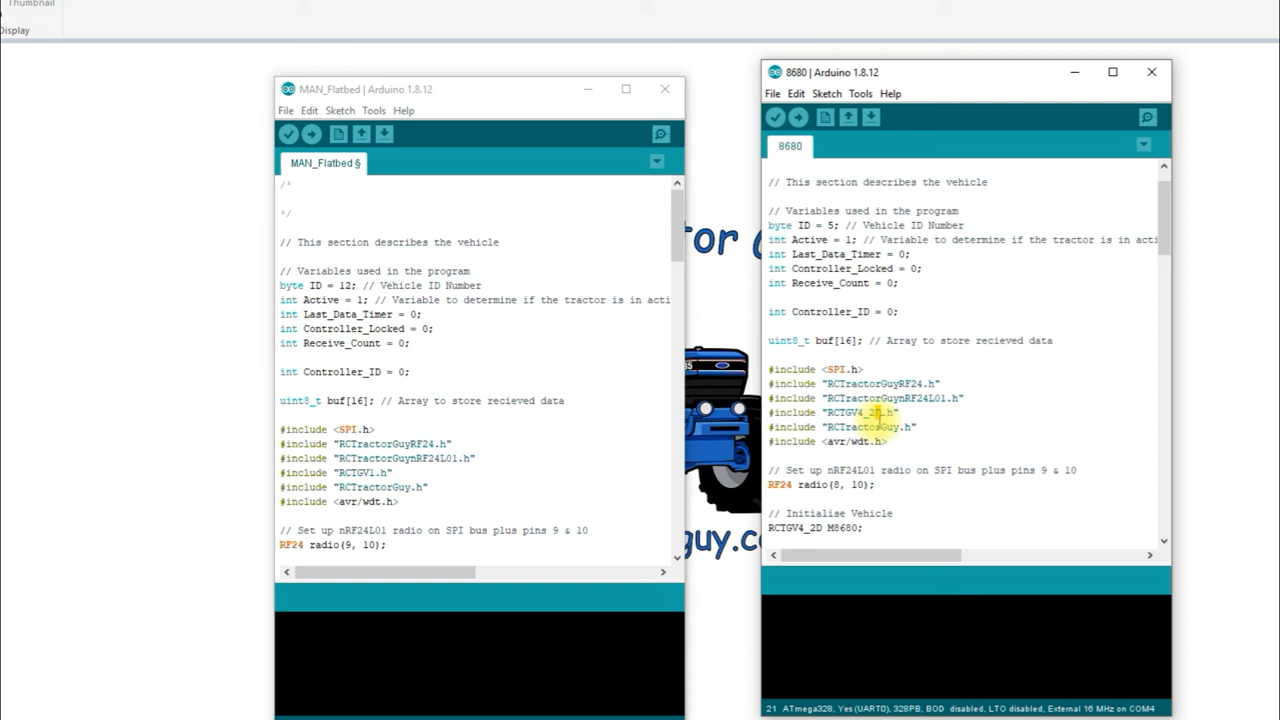 Thumbnail
Display
MAN_Flatbed | Arduino 1.8.12
File Edit Sketch Tools Help
MAN_Flatbed §
/*
*/
// This section describes the vehicle
// Variables used in the program
byte ID = 12; // Vehicle ID Number
int Active = 1; // Variable to determine if the tractor is in acti
int Last_Data_Timer = 0;
int Controller_Locked = 0;
int Receive_Count = 0;
int Controller_ID = 0;
uint8_t buf[16]; // Array to store recieved data
#include <SPI.h>
#include "RCTractorGuyRF24.h"
#include "RCTractorGuynRF24L01.h"
#include "RCTGV1.h"
#include "RCTractorGuy.h"
#include <avr/wdt.h>
// Set up nRF24L01 radio on SPI bus plus pins 9 & 10
RF24 radio(9, 10);
tor
guy.c
8680 | Arduino 1.8.12
File Edit Sketch Tools Help
8680
// This section describes the vehicle
// Variables used in the program
byte ID = 5; // Vehicle ID Number
int Active = 1; // Variable to determine if the tractor is in acti
int Last_Data_Timer = 0;
int Controller_Locked = 0;
int Receive_Count = 0;
int Controller_ID = 0;
uint8_t buf[16]; // Array to store recieved data
#include <SPI.h>
#include "RCTractorGuyRF24.h"
#include "RCTractorGuynRF24L01.h"
#include "RCTGV4_2D.h"
#include "RCTractorGuy.h"
#include <avr/wdt.h>
// Set up nRF24L01 radio on SPI bus plus pins 9 & 10
RF24 radio(8, 10);
// Initialise Vehicle
RCTGV4_2D M8680;
21 ATmega328, Yes (UART0), 328PB, BOD disabled, LTO disabled, External 16 MHz on COM4